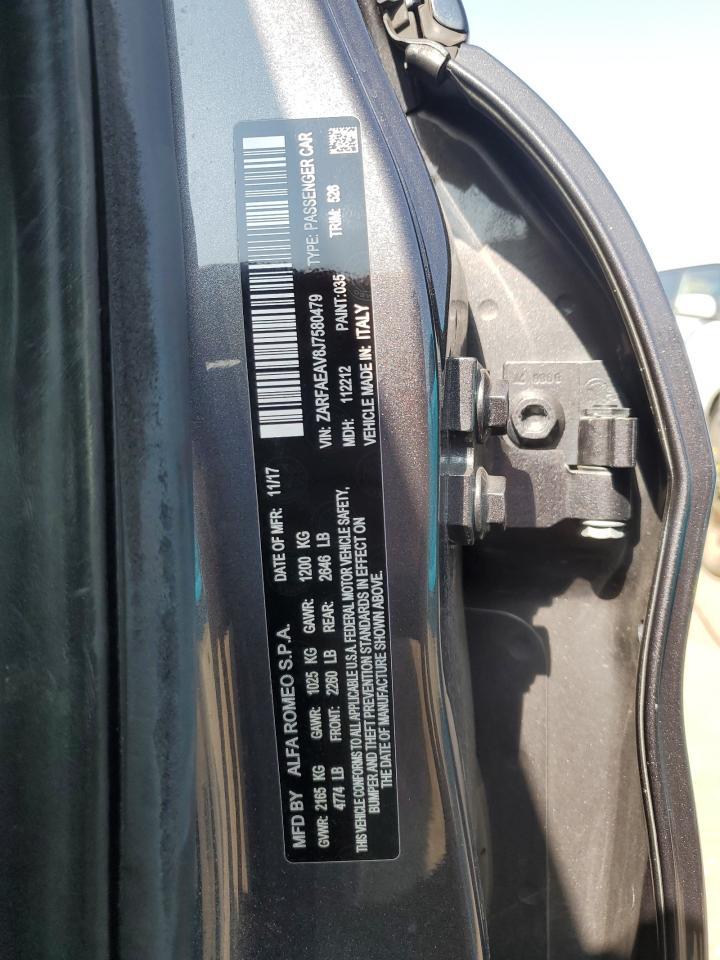 MFD BY ALFA ROMEO S.P.A. DATE OF MFR: 11/17
GVWR: 2165 KG GAWR: 1025 KG GAWR: 1200 KG
4774 LB FRONT: 2260 LB REAR: 2646 LB
THIS VEHICLE CONFORMS TO ALL APPLICABLE U.S.A. FEDERAL MOTOR VEHICLE SAFETY,
BUMPER AND THEFT PREVENTION STANDARDS IN EFFECT ON
THE DATE OF MANUFACTURE SHOWN ABOVE.
VIN: ZARFAEAV8J7580479 TYPE: PASSENGER CAR
MDH: 112212 PAINT:035 TRIM: 526
VEHICLE MADE IN: ITALY